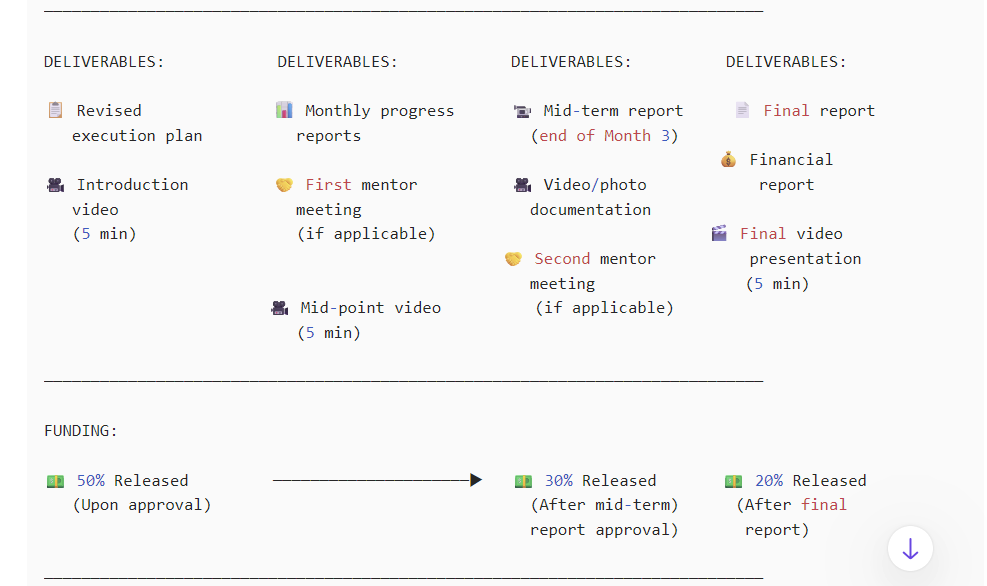 DELIVERABLES: DELIVERABLES: DELIVERABLES: DELIVERABLES:
Revised Monthly progress Mid-term report Final report
execution plan reports (end of Month 3)
Financial
Introduction First mentor Video/photo report
video meeting documentation
(5 min) (if applicable) Final video
Second mentor presentation
meeting (5 min)
Mid-point video (if applicable)
(5 min)
FUNDING:
50% Released 30% Released 20% Released
(Upon approval) (After mid-term) (After final
report approval) report)